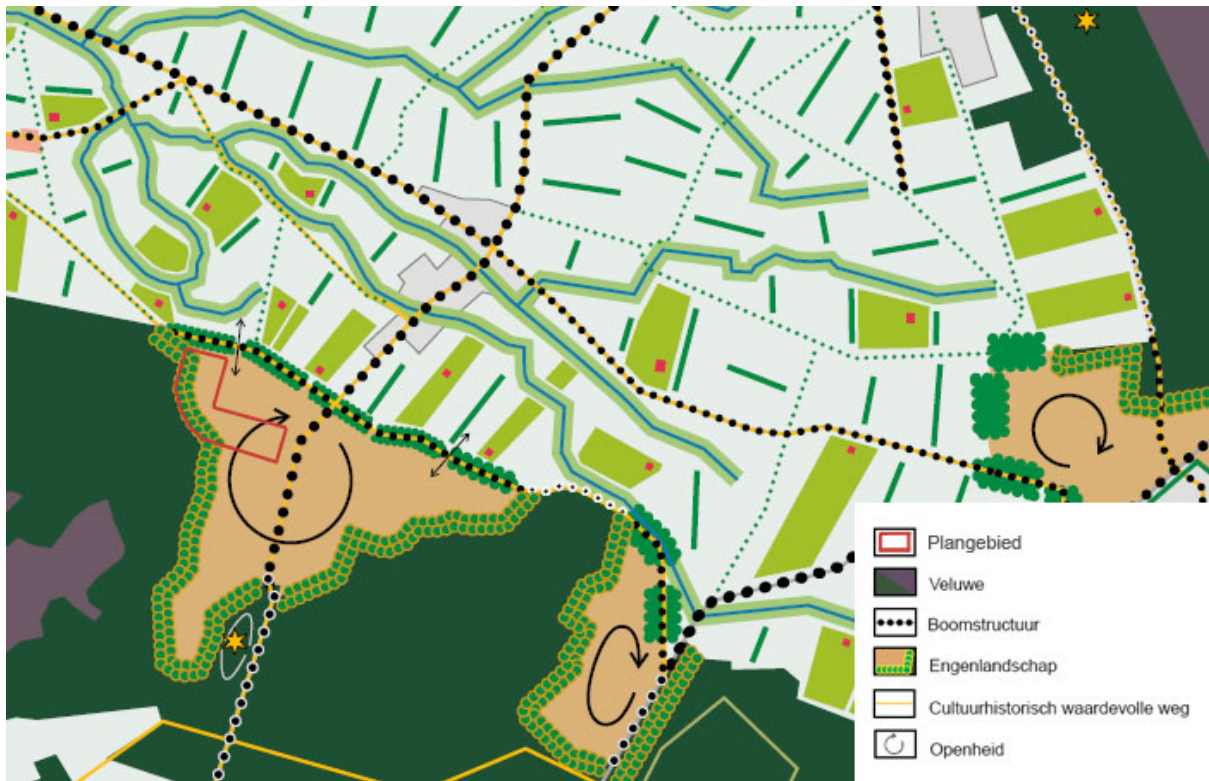 Plangebied
Veluwe
Boomstructuur
Engenlandschap
Cultuurhistorisch waardevolle weg
Openheid